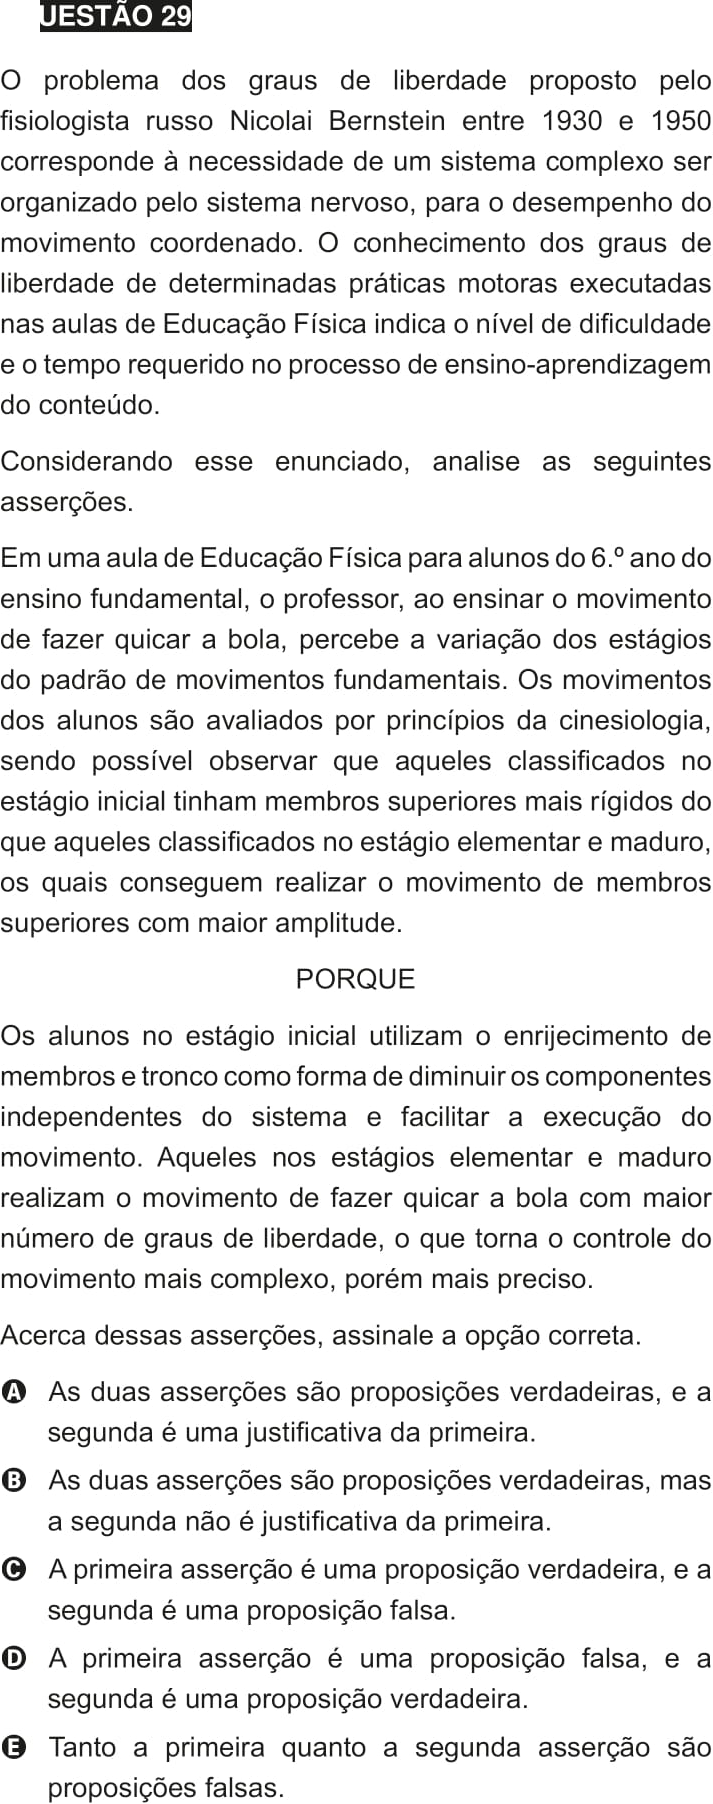 UESTÃO 29
O problema dos graus de liberdade proposto pelo
fisiologista russo Nicolai Bernstein entre 1930 e 1950
corresponde à necessidade de um sistema complexo ser
organizado pelo sistema nervoso, para o desempenho do
movimento coordenado. O conhecimento dos graus de
liberdade de determinadas práticas motoras executadas
nas aulas de Educação Física indica o nível de dificuldade
e o tempo requerido no processo de ensino-aprendizagem
do conteúdo.
Considerando esse enunciado, analise as seguintes
asserções.
Em uma aula de Educação Física para alunos do 6.º ano do
ensino fundamental, o professor, ao ensinar o movimento
de fazer quicar a bola, percebe a variação dos estágios
do padrão de movimentos fundamentais. Os movimentos
dos alunos são avaliados por princípios da cinesiologia,
sendo possível observar que aqueles classificados no
estágio inicial tinham membros superiores mais rígidos do
que aqueles classificados no estágio elementar e maduro,
os quais conseguem realizar o movimento de membros
superiores com maior amplitude.
PORQUE
Os alunos no estágio inicial utilizam o enrijecimento de
membros e tronco como forma de diminuir os componentes
independentes do sistema e facilitar a execução do
movimento. Aqueles nos estágios elementar e maduro
realizam o movimento de fazer quicar a bola com maior
número de graus de liberdade, o que torna o controle do
movimento mais complexo, porém mais preciso.
Acerca dessas asserções, assinale a opção correta.
A As duas asserções são proposições verdadeiras, e a
segunda é uma justificativa da primeira.
B As duas asserções são proposições verdadeiras, mas
a segunda não é justificativa da primeira.
C A primeira asserção é uma proposição verdadeira, e a
segunda é uma proposição falsa.
D A primeira asserção é uma proposição falsa, e a
segunda é uma proposição verdadeira.
E Tanto a primeira quanto a segunda asserção são
proposições falsas.